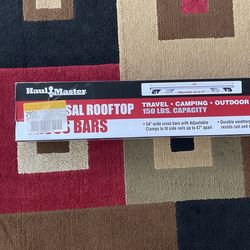 Haul Master
SAL ROOFTOP
S BARS
TRAVEL • CAMPING • OUTDOOR
150 LBS. CAPACITY
• 54" wide cross bars with Adjustable
Clamps to fit side rails up to 47" apart
• Durable weather
resists rust and